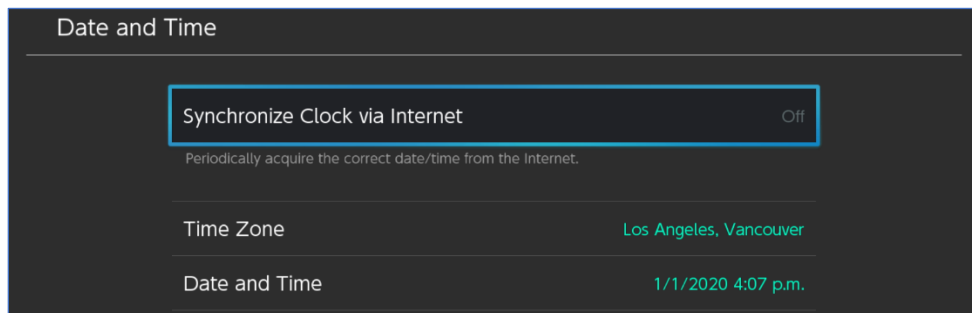 Date and Time
Synchronize Clock via Internet Off
Periodically acquire the correct date/time from the Internet.
Time Zone Los Angeles, Vancouver
Date and Time 1/1/2020 4:07 p.m.